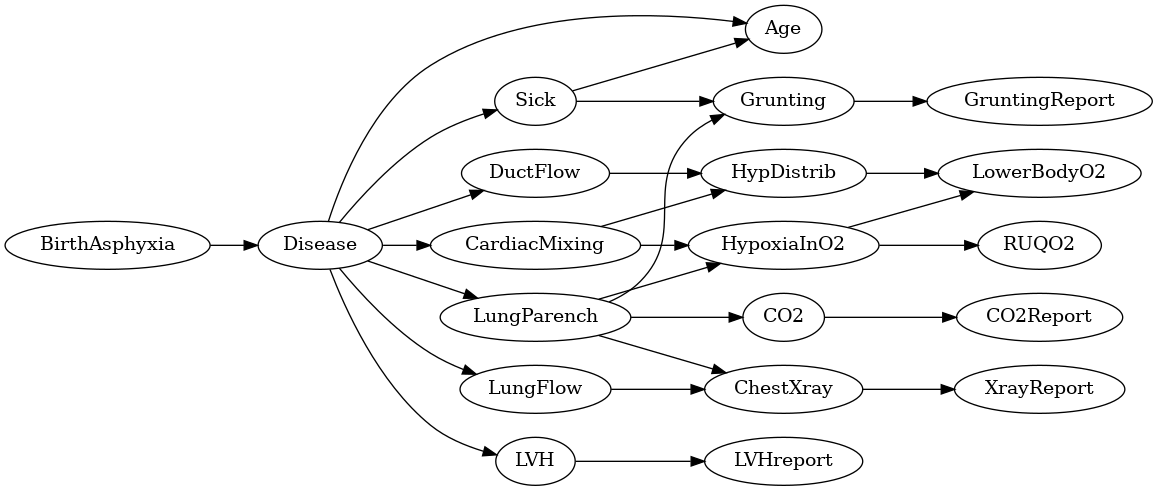 Age
Sick
Grunting
GruntingReport
DuctFlow
HypDistrib
LowerBodyO2
BirthAsphyxia
Disease
CardiacMixing
HypoxiaInO2
RUQO2
LungParench
CO2
CO2Report
LungFlow
ChestXray
XrayReport
LVH
LVHreport